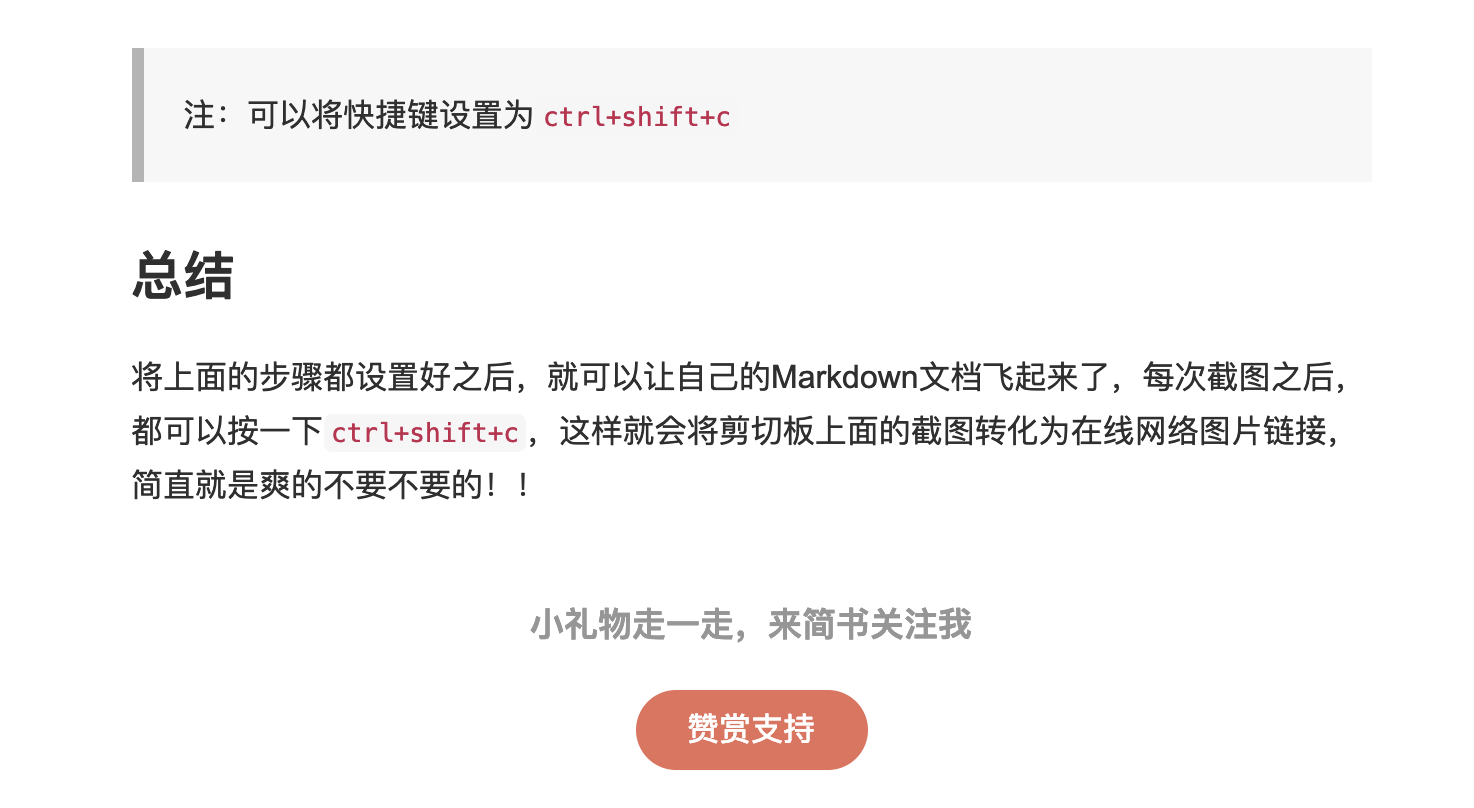 注：可以将快捷键设置为 ctrl+shift+c
总结
将上面的步骤都设置好之后，就可以让自己的Markdown文档飞起来了，每次截图之后，
都可以按一下 ctrl+shift+c ，这样就会将剪切板上面的截图转化为在线网络图片链接，
简直就是爽的不要不要的！！
小礼物走一走，来简书关注我
赞赏支持